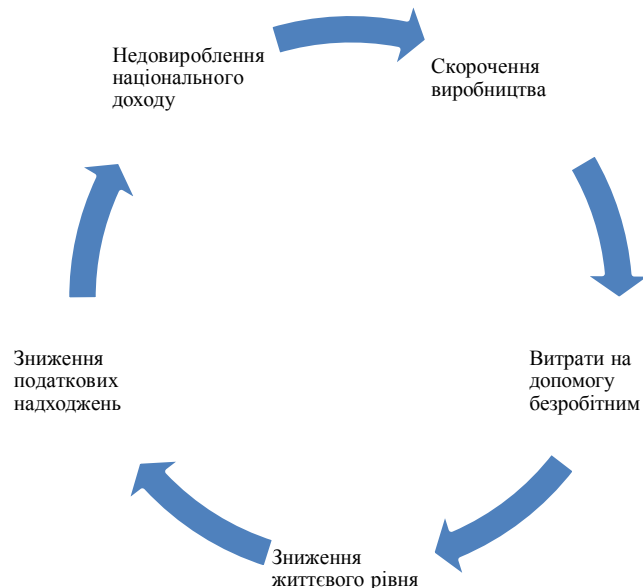 Недовироблення
національного
доходу
Скорочення
виробництва
Витрати на
допомогу
безробітним
Зниження
життєвого рівня
Зниження
податкових
надходжень